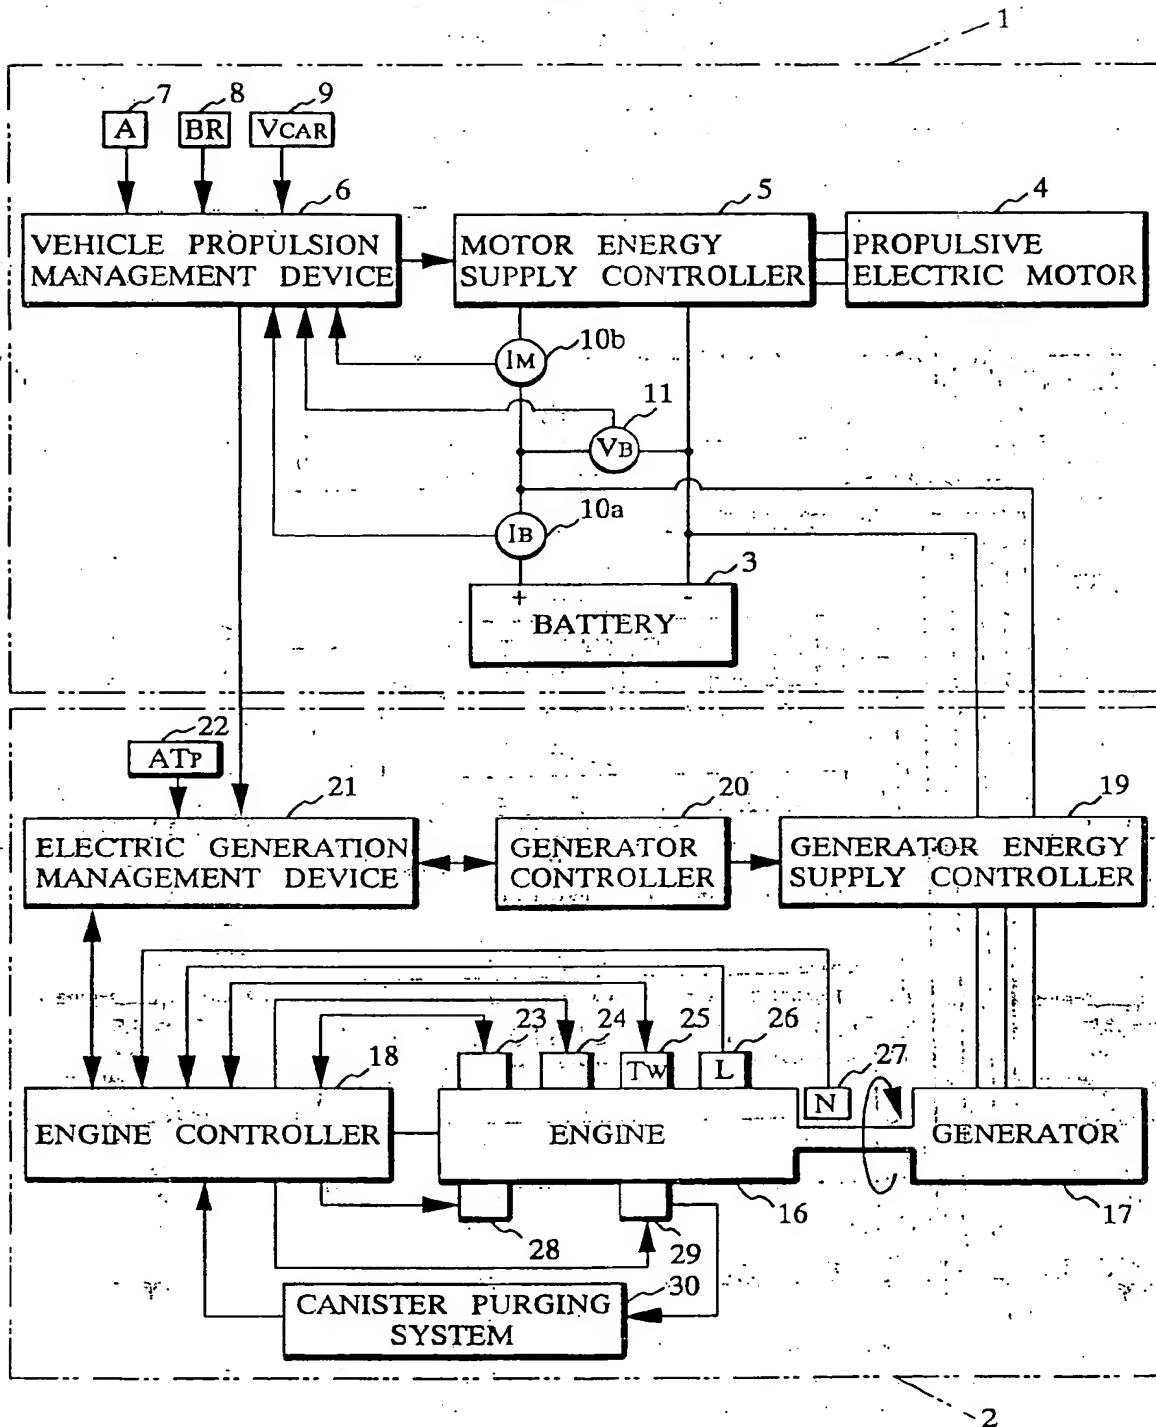 1
7 8 9
A BR VCAR
6 5 4
VEHICLE PROPULSION
MANAGEMENT DEVICE
MOTOR ENERGY
SUPPLY CONTROLLER
PROPULSIVE
ELECTRIC MOTOR
IM 10b
11
VB
IB 10a
3
+ -
BATTERY
22
ATP
21 20 19
ELECTRIC GENERATION
MANAGEMENT DEVICE
GENERATOR
CONTROLLER
GENERATOR ENERGY
SUPPLY CONTROLLER
23 24 25 26 27
TW L N
18
ENGINE CONTROLLER
ENGINE
GENERATOR
16 17
28 29
30
CANISTER PURGING
SYSTEM
2